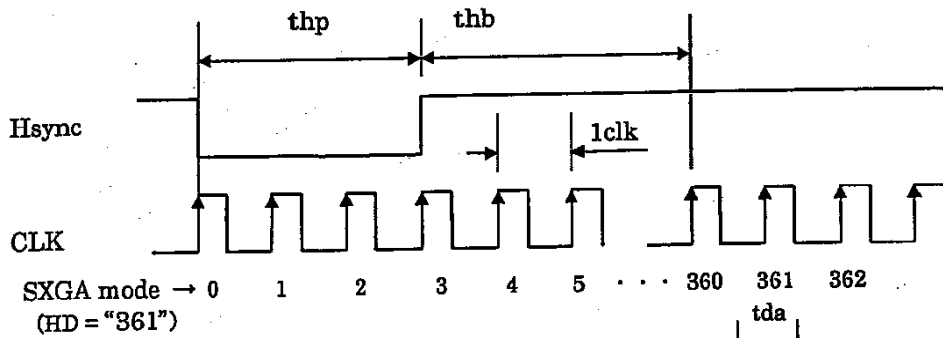 thp thb
Hsync
1clk
CLK
SXGA mode → 0 1 2 3 4 5 · · · 360 361 362
(HD = “361”)
tda